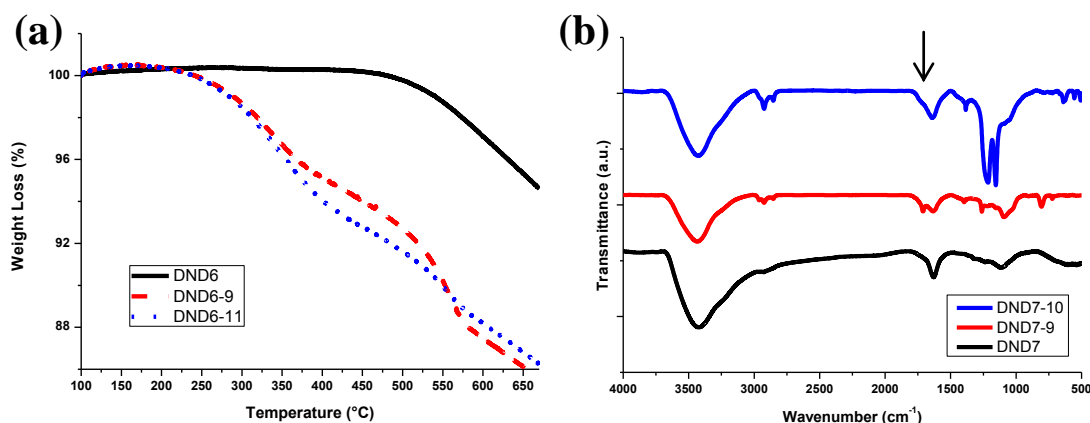 (a)
100
96
92
88
Weight Loss (%)
DND6
DND6-9
DND6-11
100 150 200 250 300 350 400 450 500 550 600 650
Temperature (°C)
(b)
Transmittance (a.u.)
DND7-10
DND7-9
DND7
4000 3500 3000 2500 2000 1500 1000 500
Wavenumber (cm⁻¹)